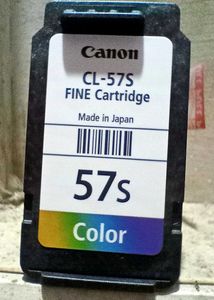 Canon
CL-57S
FINE Cartridge
Made in Japan
57s
Color